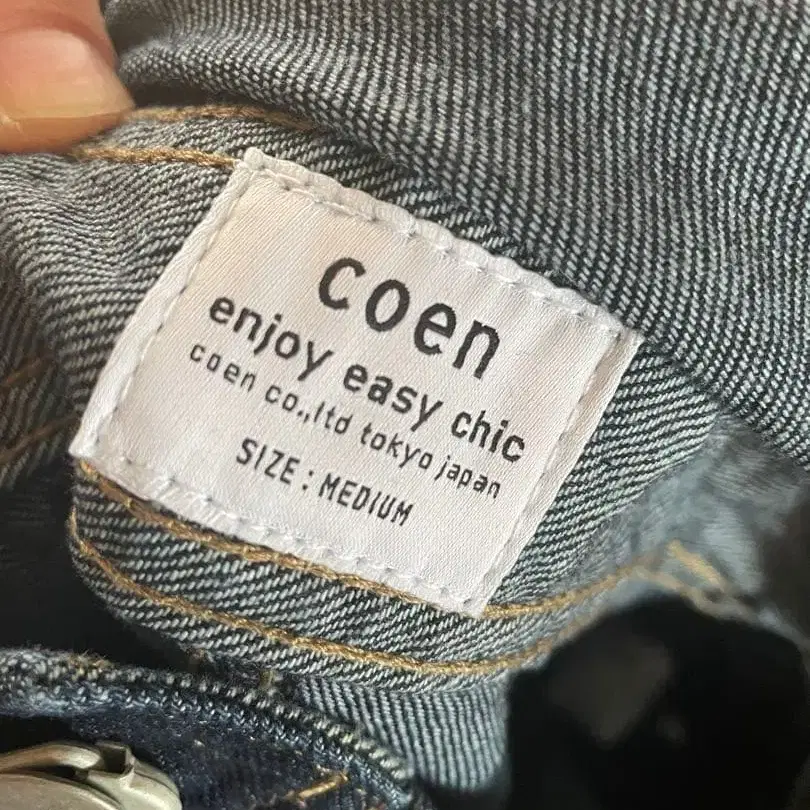 coen
enjoy easy chic
coen co.,ltd tokyo japan
SIZE : MEDIUM